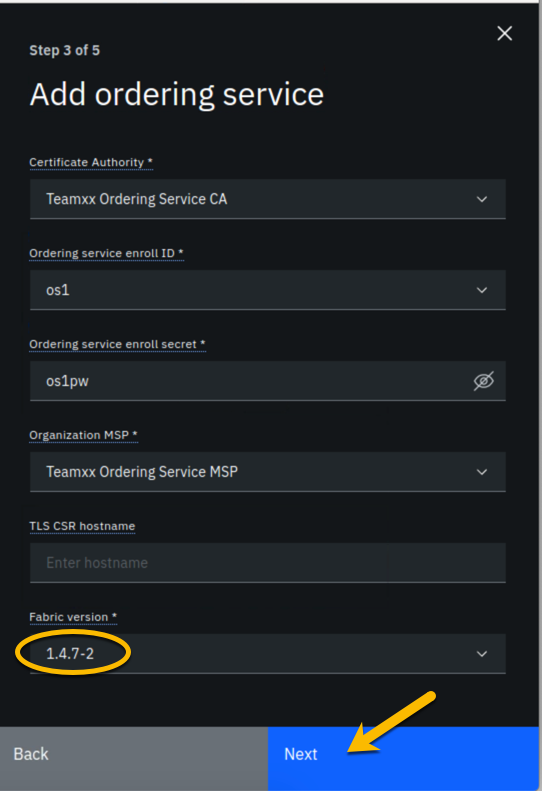 Step 3 of 5
Add ordering service
Certificate Authority *
Teamxx Ordering Service CA
Ordering service enroll ID *
os1
Ordering service enroll secret *
os1pw
Organization MSP *
Teamxx Ordering Service MSP
TLS CSR hostname
Enter hostname
Fabric version *
1.4.7-2
Back
Next